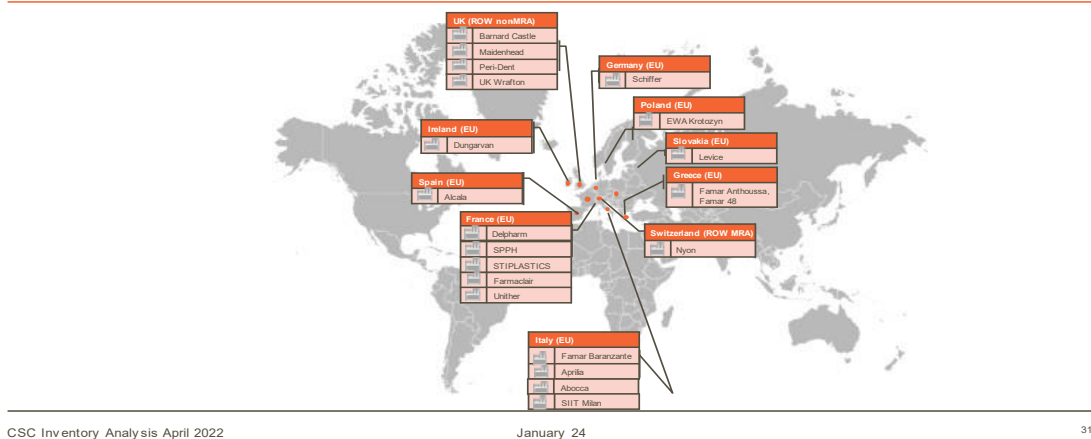 UK (ROW nonMRA)
Barnard Castle
Maidenhead
Peri-Dent
UK Wrafton
Germany (EU)
Schiffer
Poland (EU)
EWA Krotozyn
Ireland (EU)
Dungarvan
Slovakia (EU)
Levice
Spain (EU)
Alcala
Greece (EU)
Famar Anthoussa,
Famar 48
France (EU)
Delpharm
SPPH
STIPLASTICS
Farmaclair
Unither
Switzerland (ROW MRA)
Nyon
Italy (EU)
Famar Baranzante
Aprilia
Abocca
SIIT Milan
CSC Inventory Analysis April 2022
January 24
31